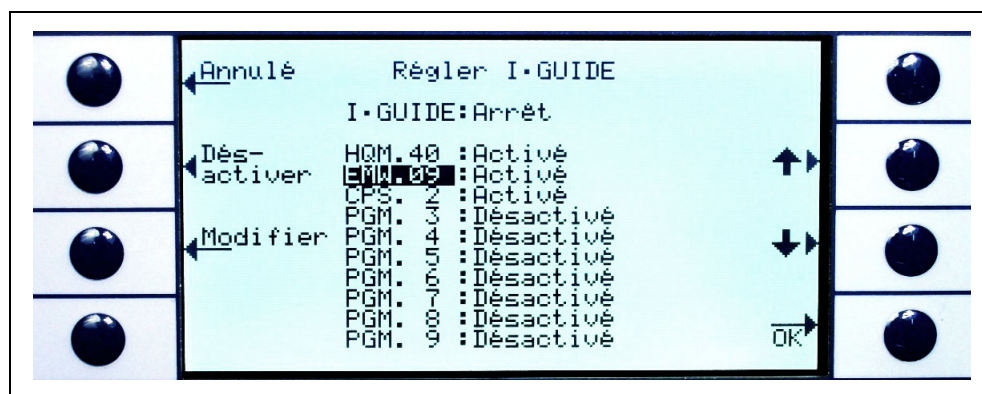 Annulé Règler I·GUIDE
I·GUIDE:Arrêt
Dés- HQM.40 :Activé
activer EMW.09 :Activé
CPS. 2 :Activé
PGM. 3 :Désactivé
Modifier PGM. 4 :Désactivé
PGM. 5 :Désactivé
PGM. 6 :Désactivé
PGM. 7 :Désactivé
PGM. 8 :Désactivé
PGM. 9 :Désactivé
OK